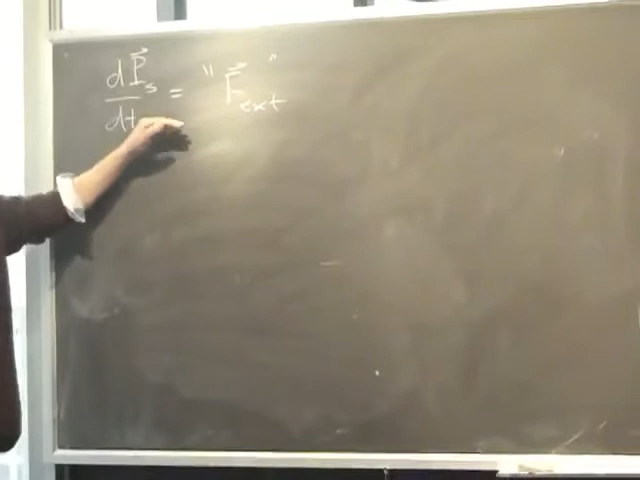 dP⃗s/dt = "F⃗ext"